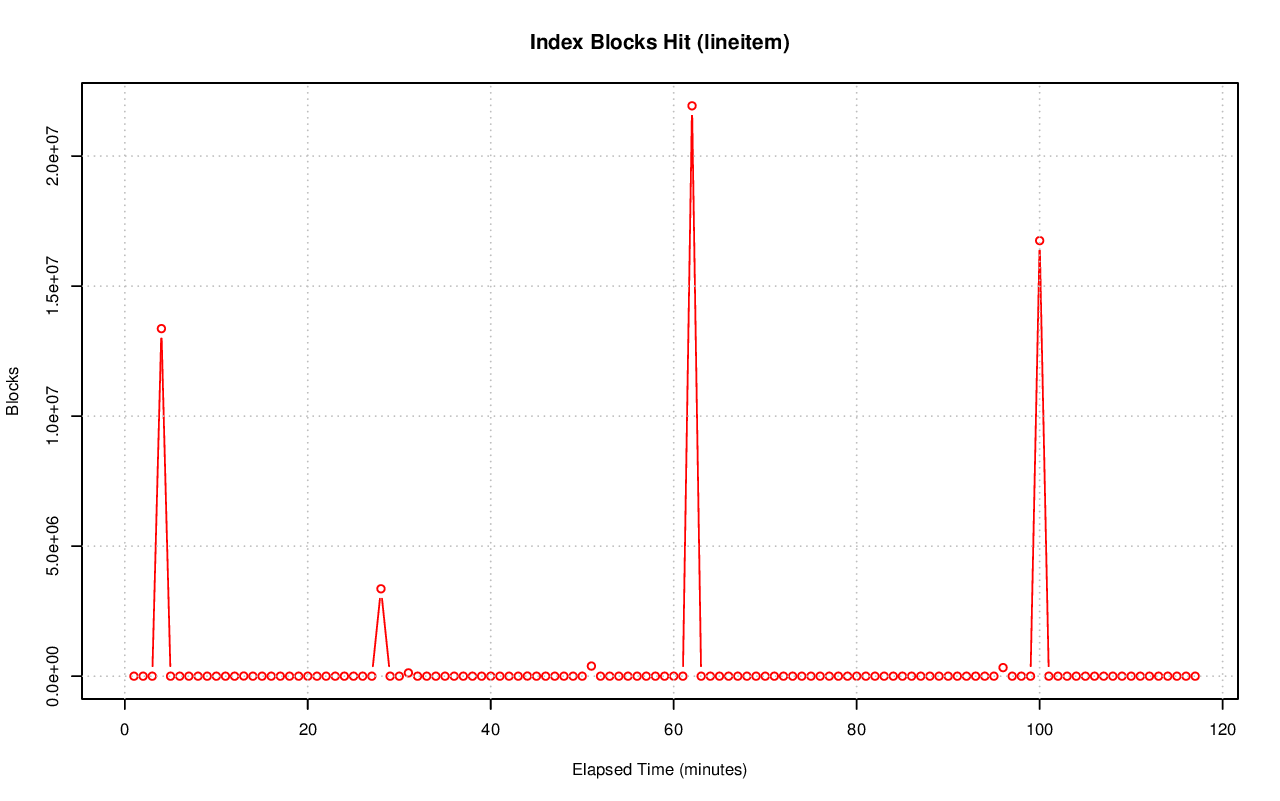 Index Blocks Hit (lineitem)
Blocks
2.0e+07
1.5e+07
1.0e+07
5.0e+06
0.0e+00
0 20 40 60 80 100 120
Elapsed Time (minutes)